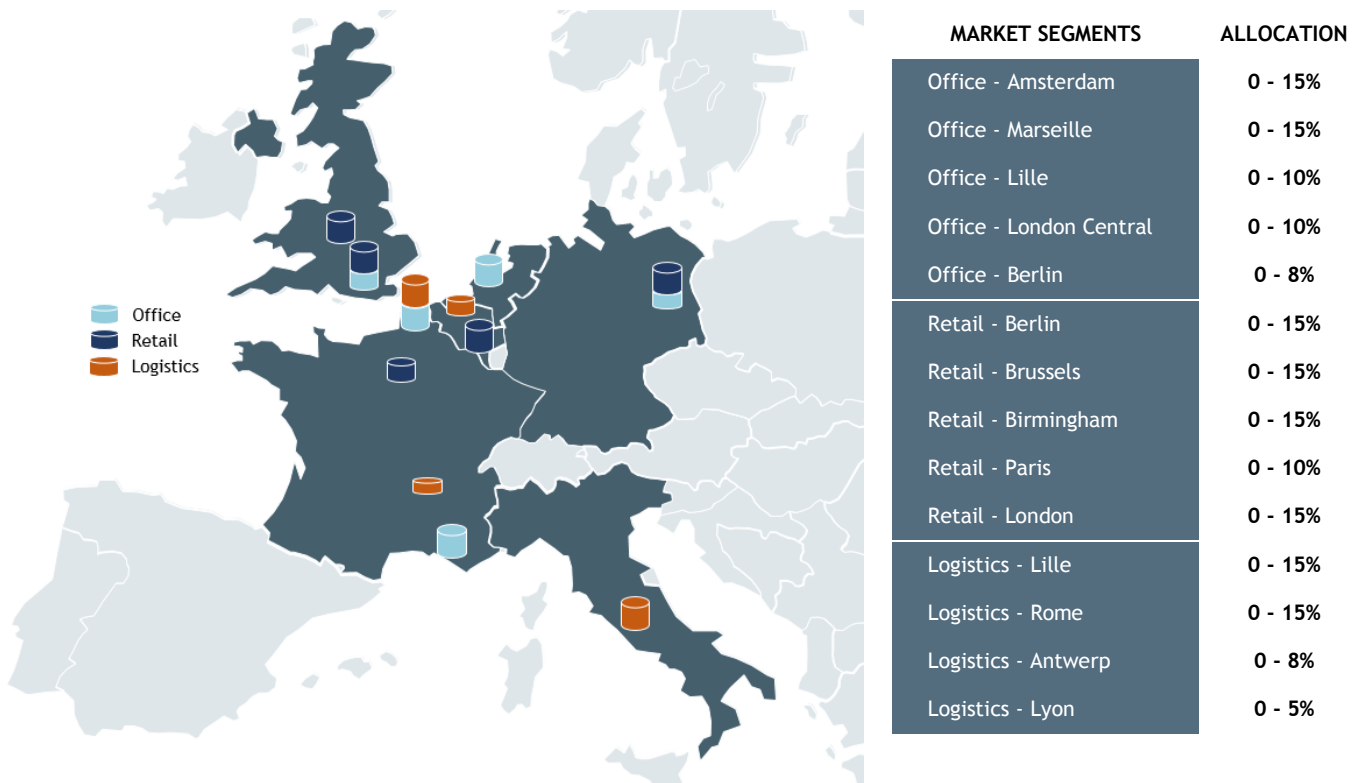 Office
Retail
Logistics
MARKET SEGMENTS ALLOCATION
Office - Amsterdam 0 - 15%
Office - Marseille 0 - 15%
Office - Lille 0 - 10%
Office - London Central 0 - 10%
Office - Berlin 0 - 8%
Retail - Berlin 0 - 15%
Retail - Brussels 0 - 15%
Retail - Birmingham 0 - 15%
Retail - Paris 0 - 10%
Retail - London 0 - 15%
Logistics - Lille 0 - 15%
Logistics - Rome 0 - 15%
Logistics - Antwerp 0 - 8%
Logistics - Lyon 0 - 5%